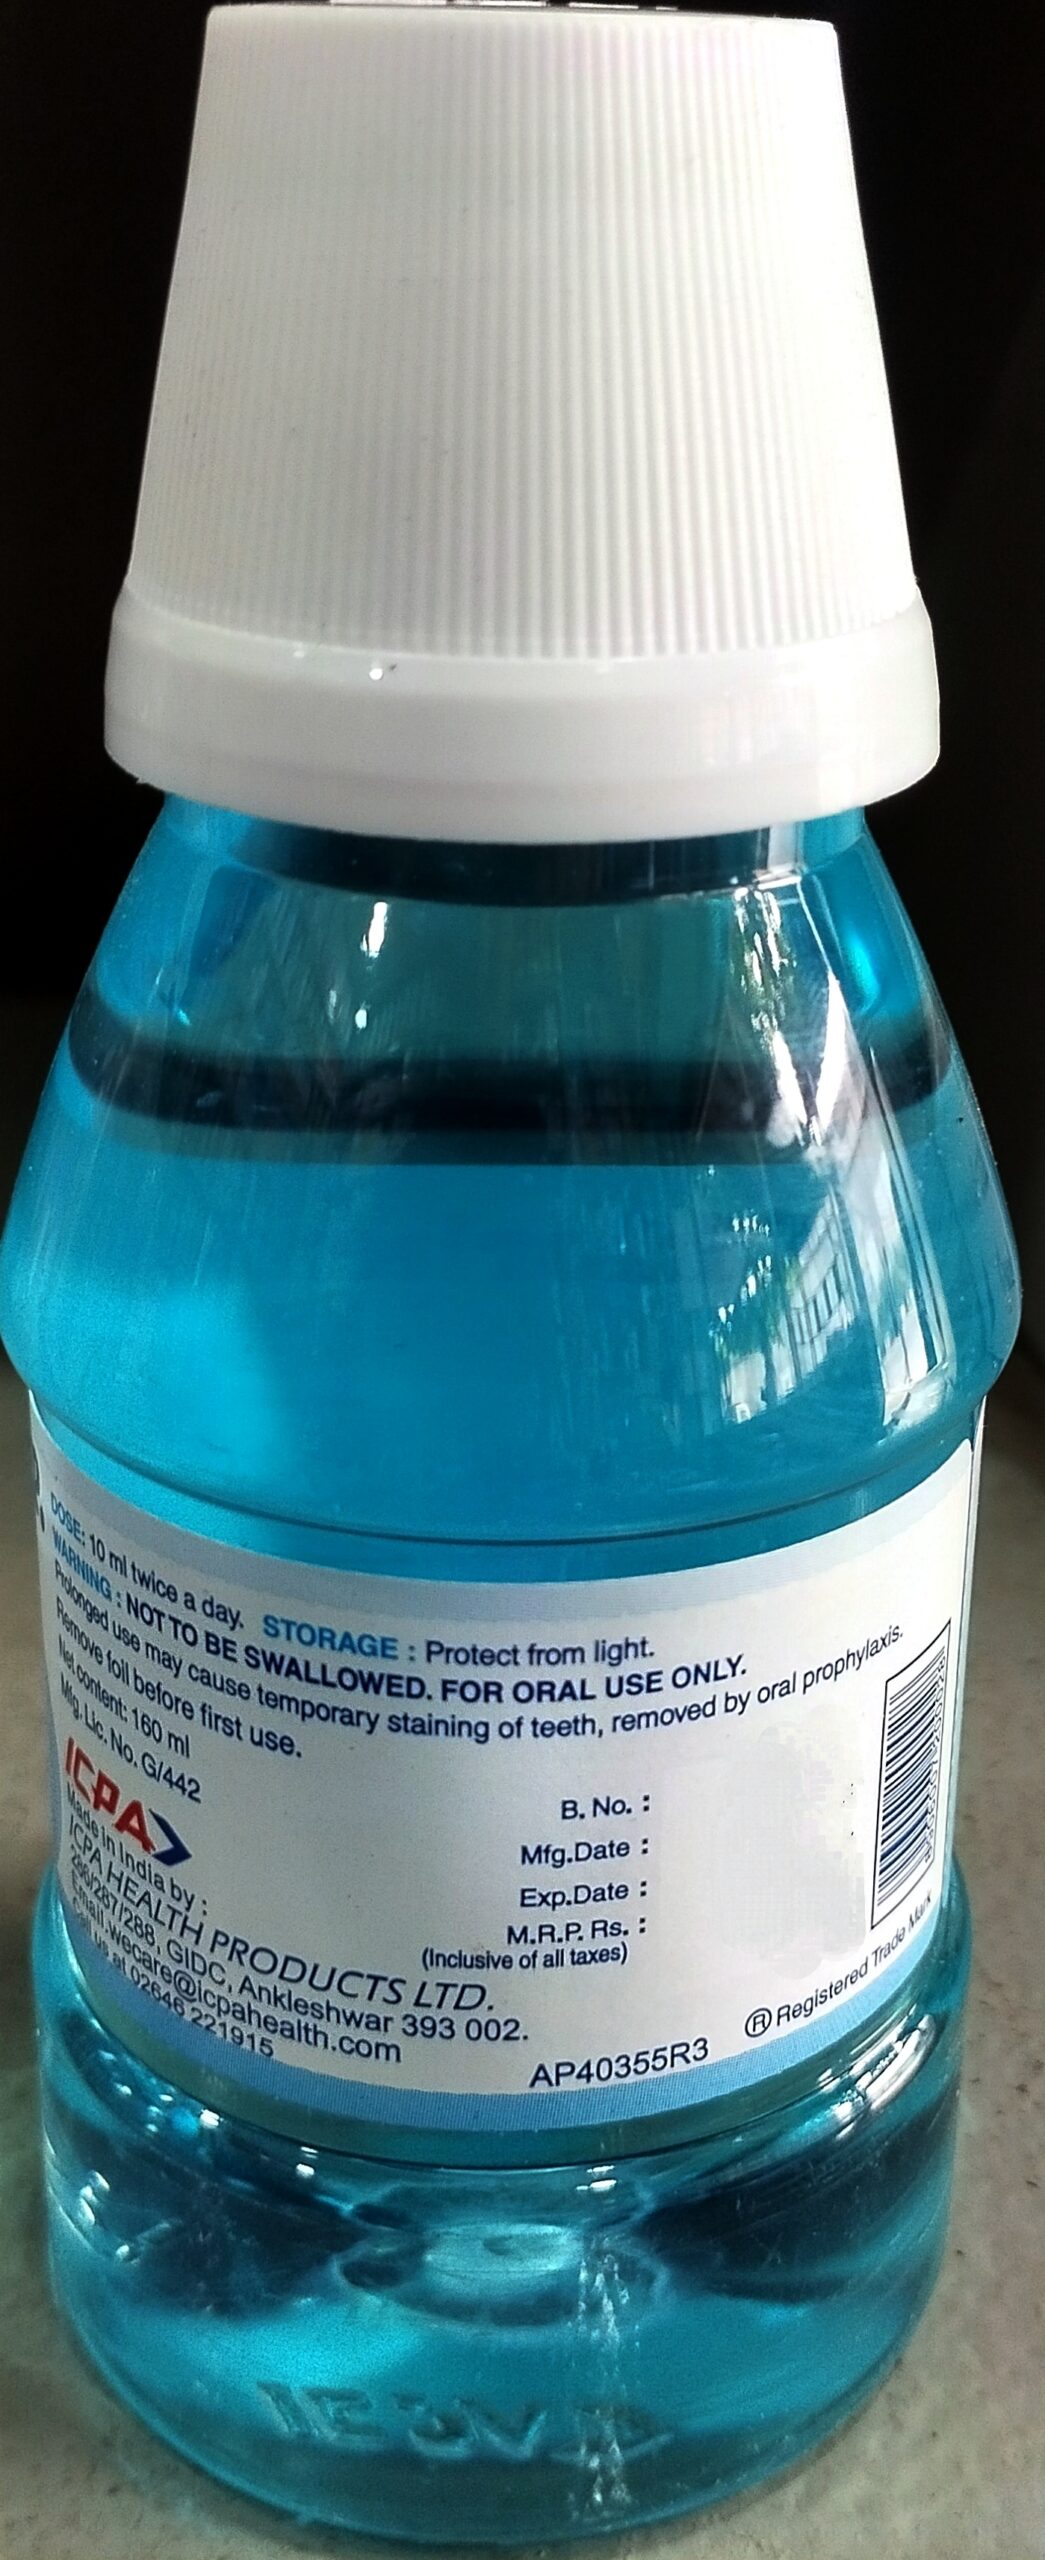 DOSE: 10 ml twice a day. STORAGE : Protect from light.
WARNING : NOT TO BE SWALLOWED. FOR ORAL USE ONLY.
Prolonged use may cause temporary staining of teeth, removed by oral prophylaxis.
Remove foil before first use.
Net content: 160 ml
Mfg. Lic. No. G/442
ICPA
Made in India by :
ICPA HEALTH PRODUCTS LTD.
286/287/288, GIDC, Ankleshwar 393 002.
Email:wecare@icpahealth.com
Call us at 02646 221915
B. No. :
Mfg.Date :
Exp.Date :
M.R.P. Rs. :
(Inclusive of all taxes)
AP40355R3
® Registered Trade Mark